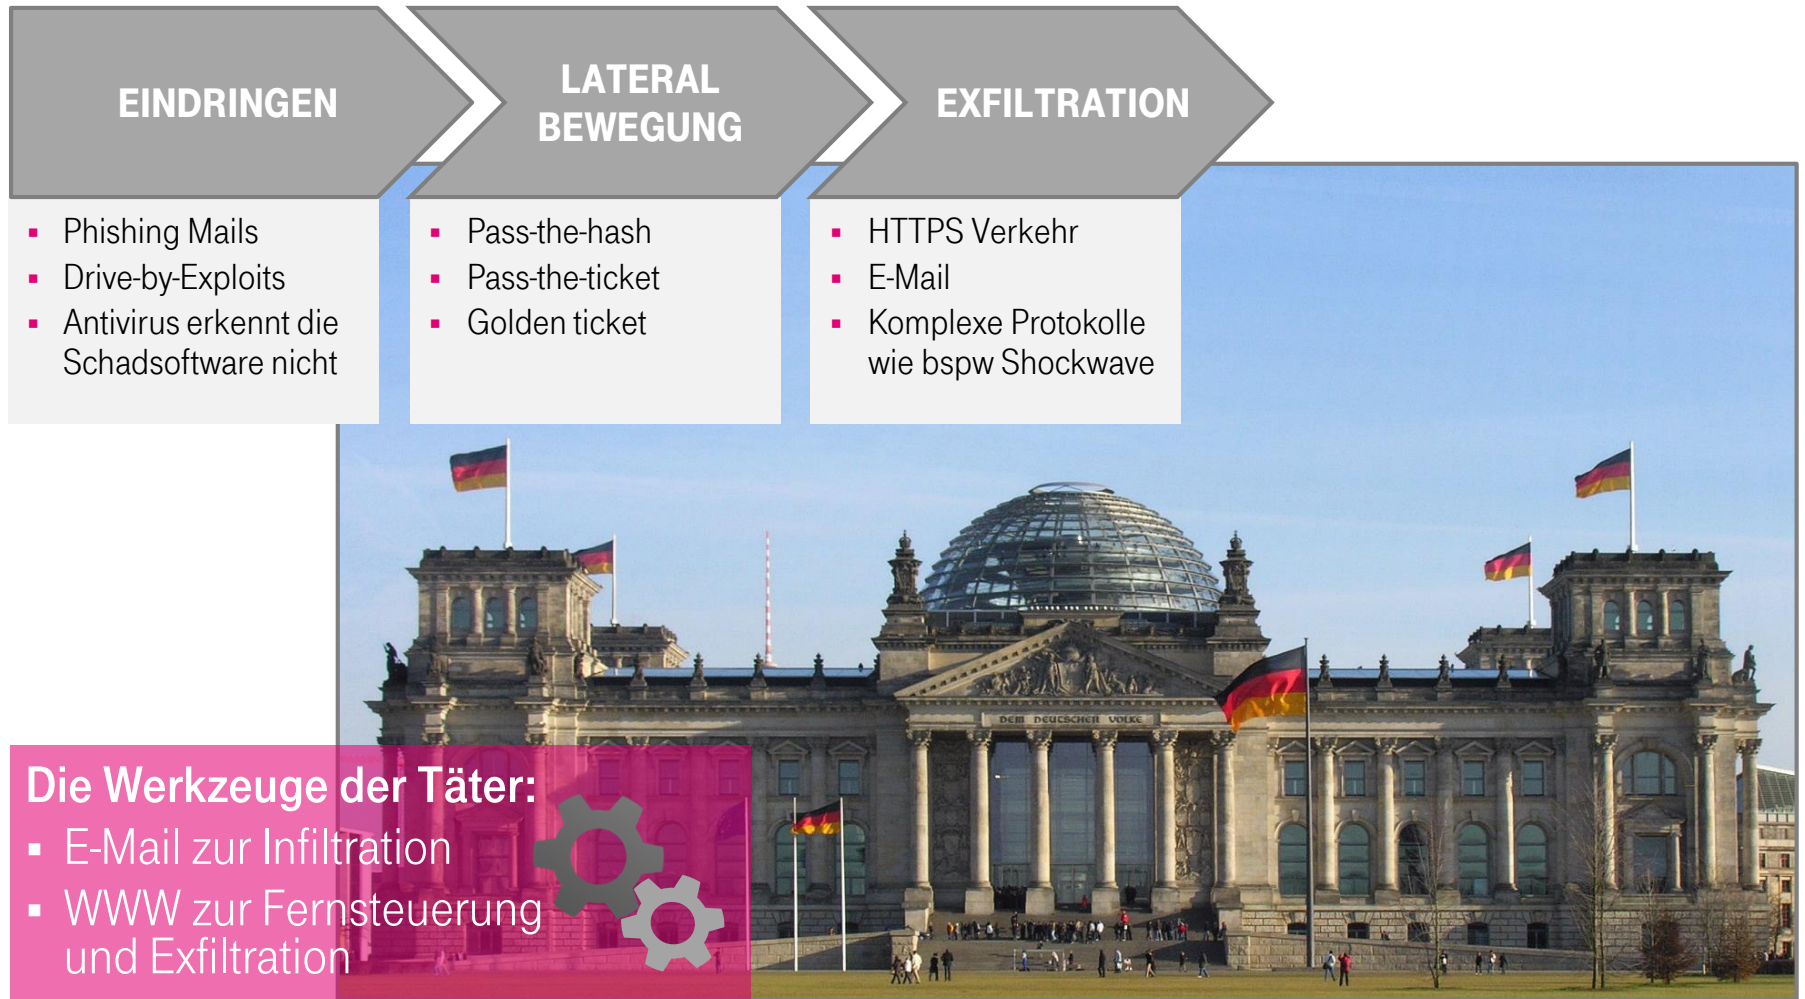 EINDRINGEN
LATERAL
BEWEGUNG
EXFILTRATION
▪ Phishing Mails
▪ Drive-by-Exploits
▪ Antivirus erkennt die
Schadsoftware nicht
▪ Pass-the-hash
▪ Pass-the-ticket
▪ Golden ticket
▪ HTTPS Verkehr
▪ E-Mail
▪ Komplexe Protokolle
wie bspw Shockwave
DEM DEUTSCHEN VOLKE
Die Werkzeuge der Täter:
▪ E-Mail zur Infiltration
▪ WWW zur Fernsteuerung
und Exfiltration